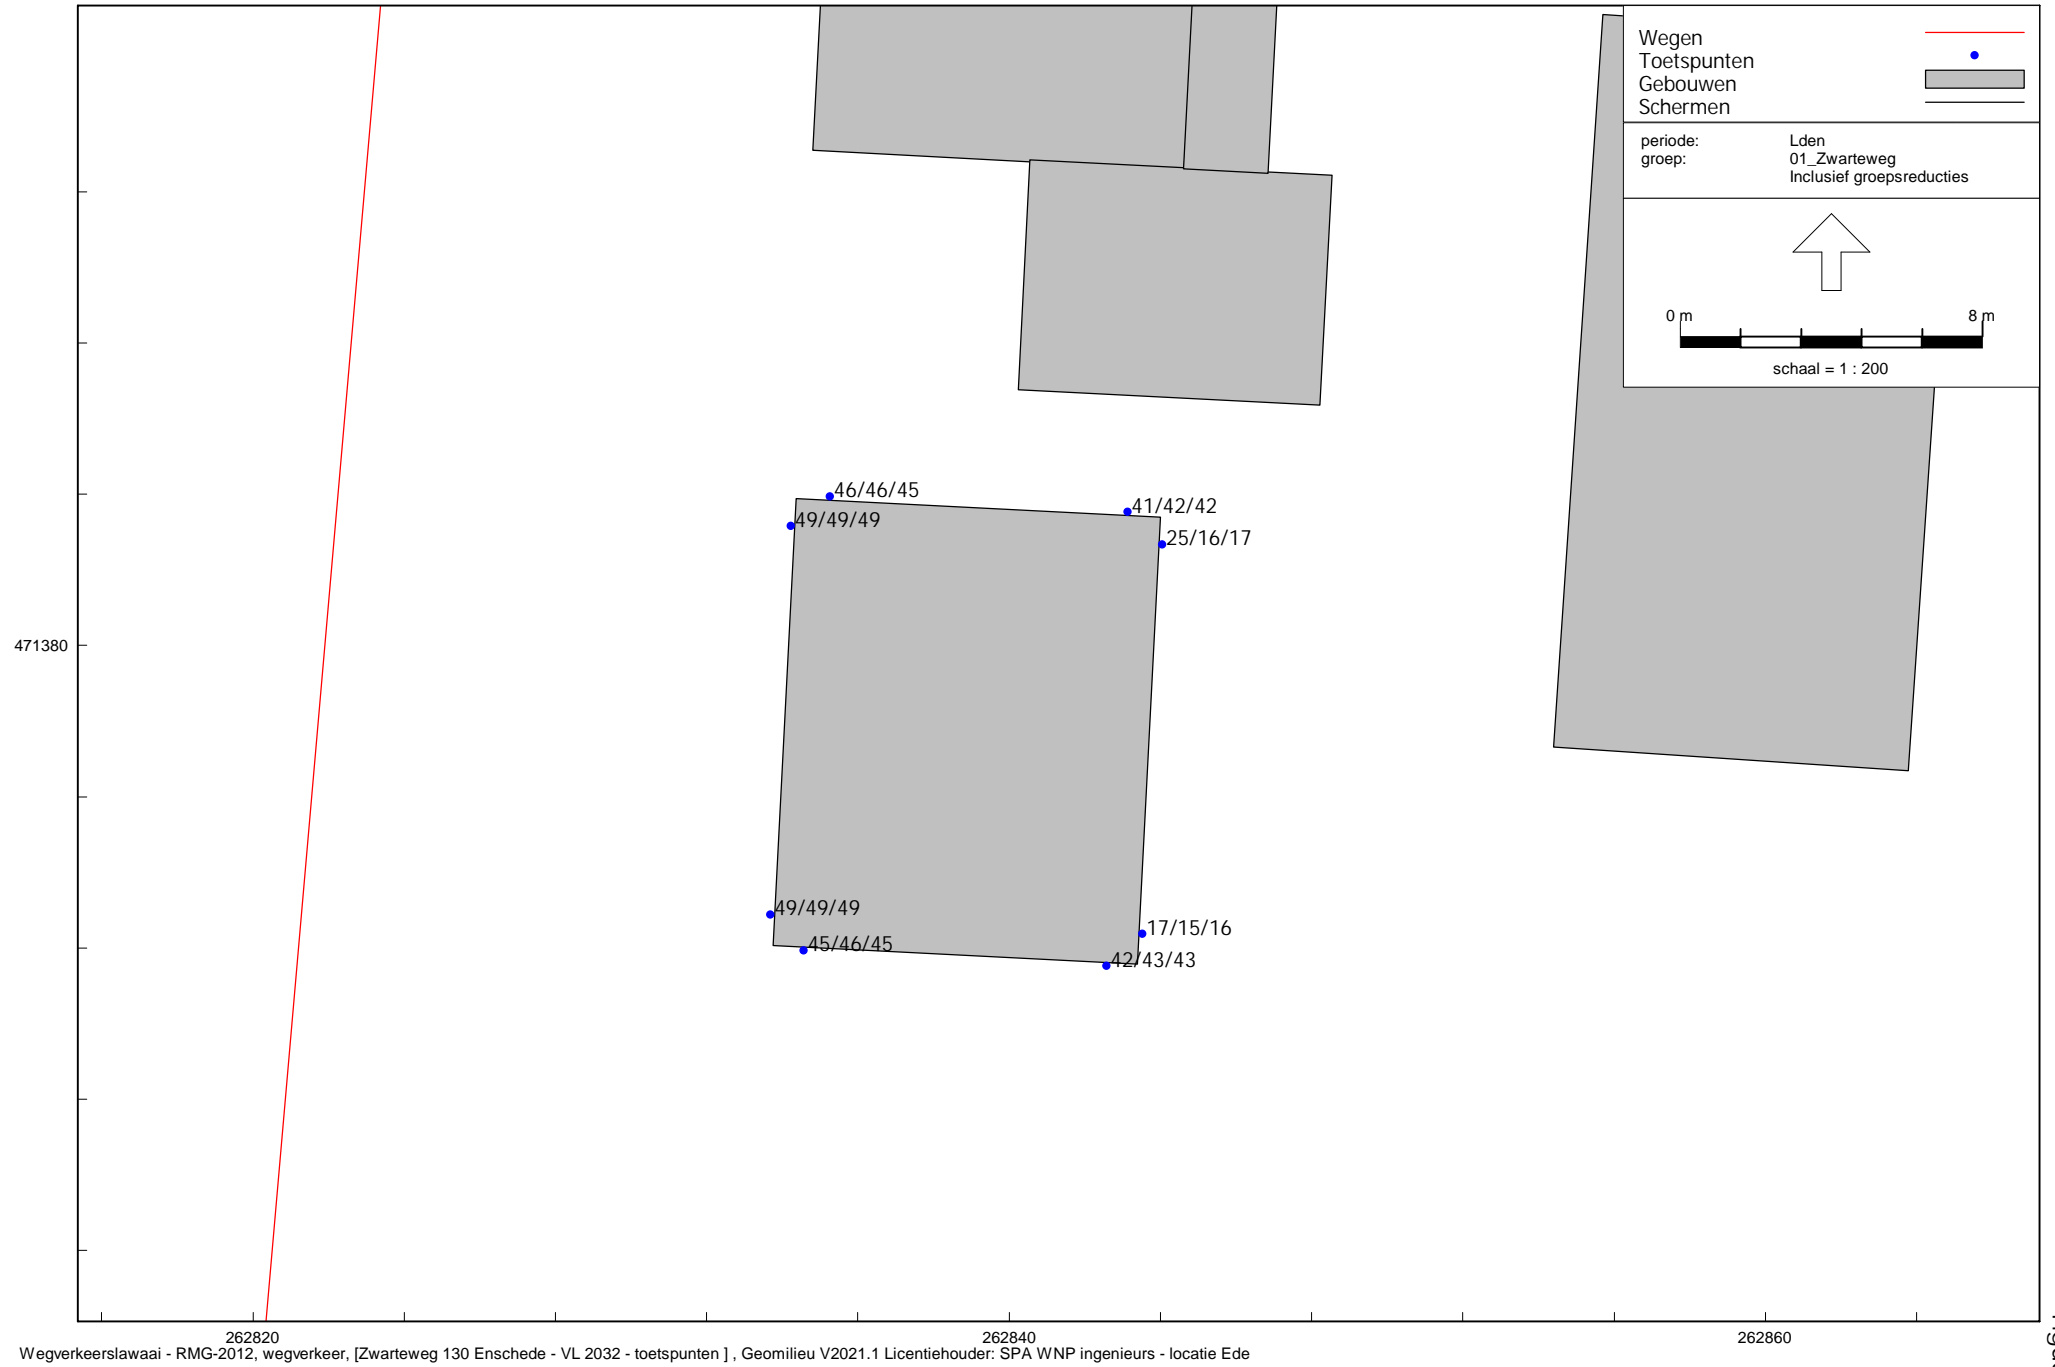 Wegen
Toetspunten
Gebouwen
Schermen
periode: Lden
groep: 01_Zwarteweg
Inclusief groepsreducties
0 m 8 m
schaal = 1 : 200
46/46/45
41/42/42
49/49/49
25/16/17
471380
49/49/49
17/15/16
45/46/45
42/43/43
262820 262840 262860
Wegverkeerslawaai - RMG-2012, wegverkeer, [Zwarteweg 130 Enschede - VL 2032 - toetspunten ] , Geomilieu V2021.1 Licentiehouder: SPA WNP ingenieurs - locatie Ede